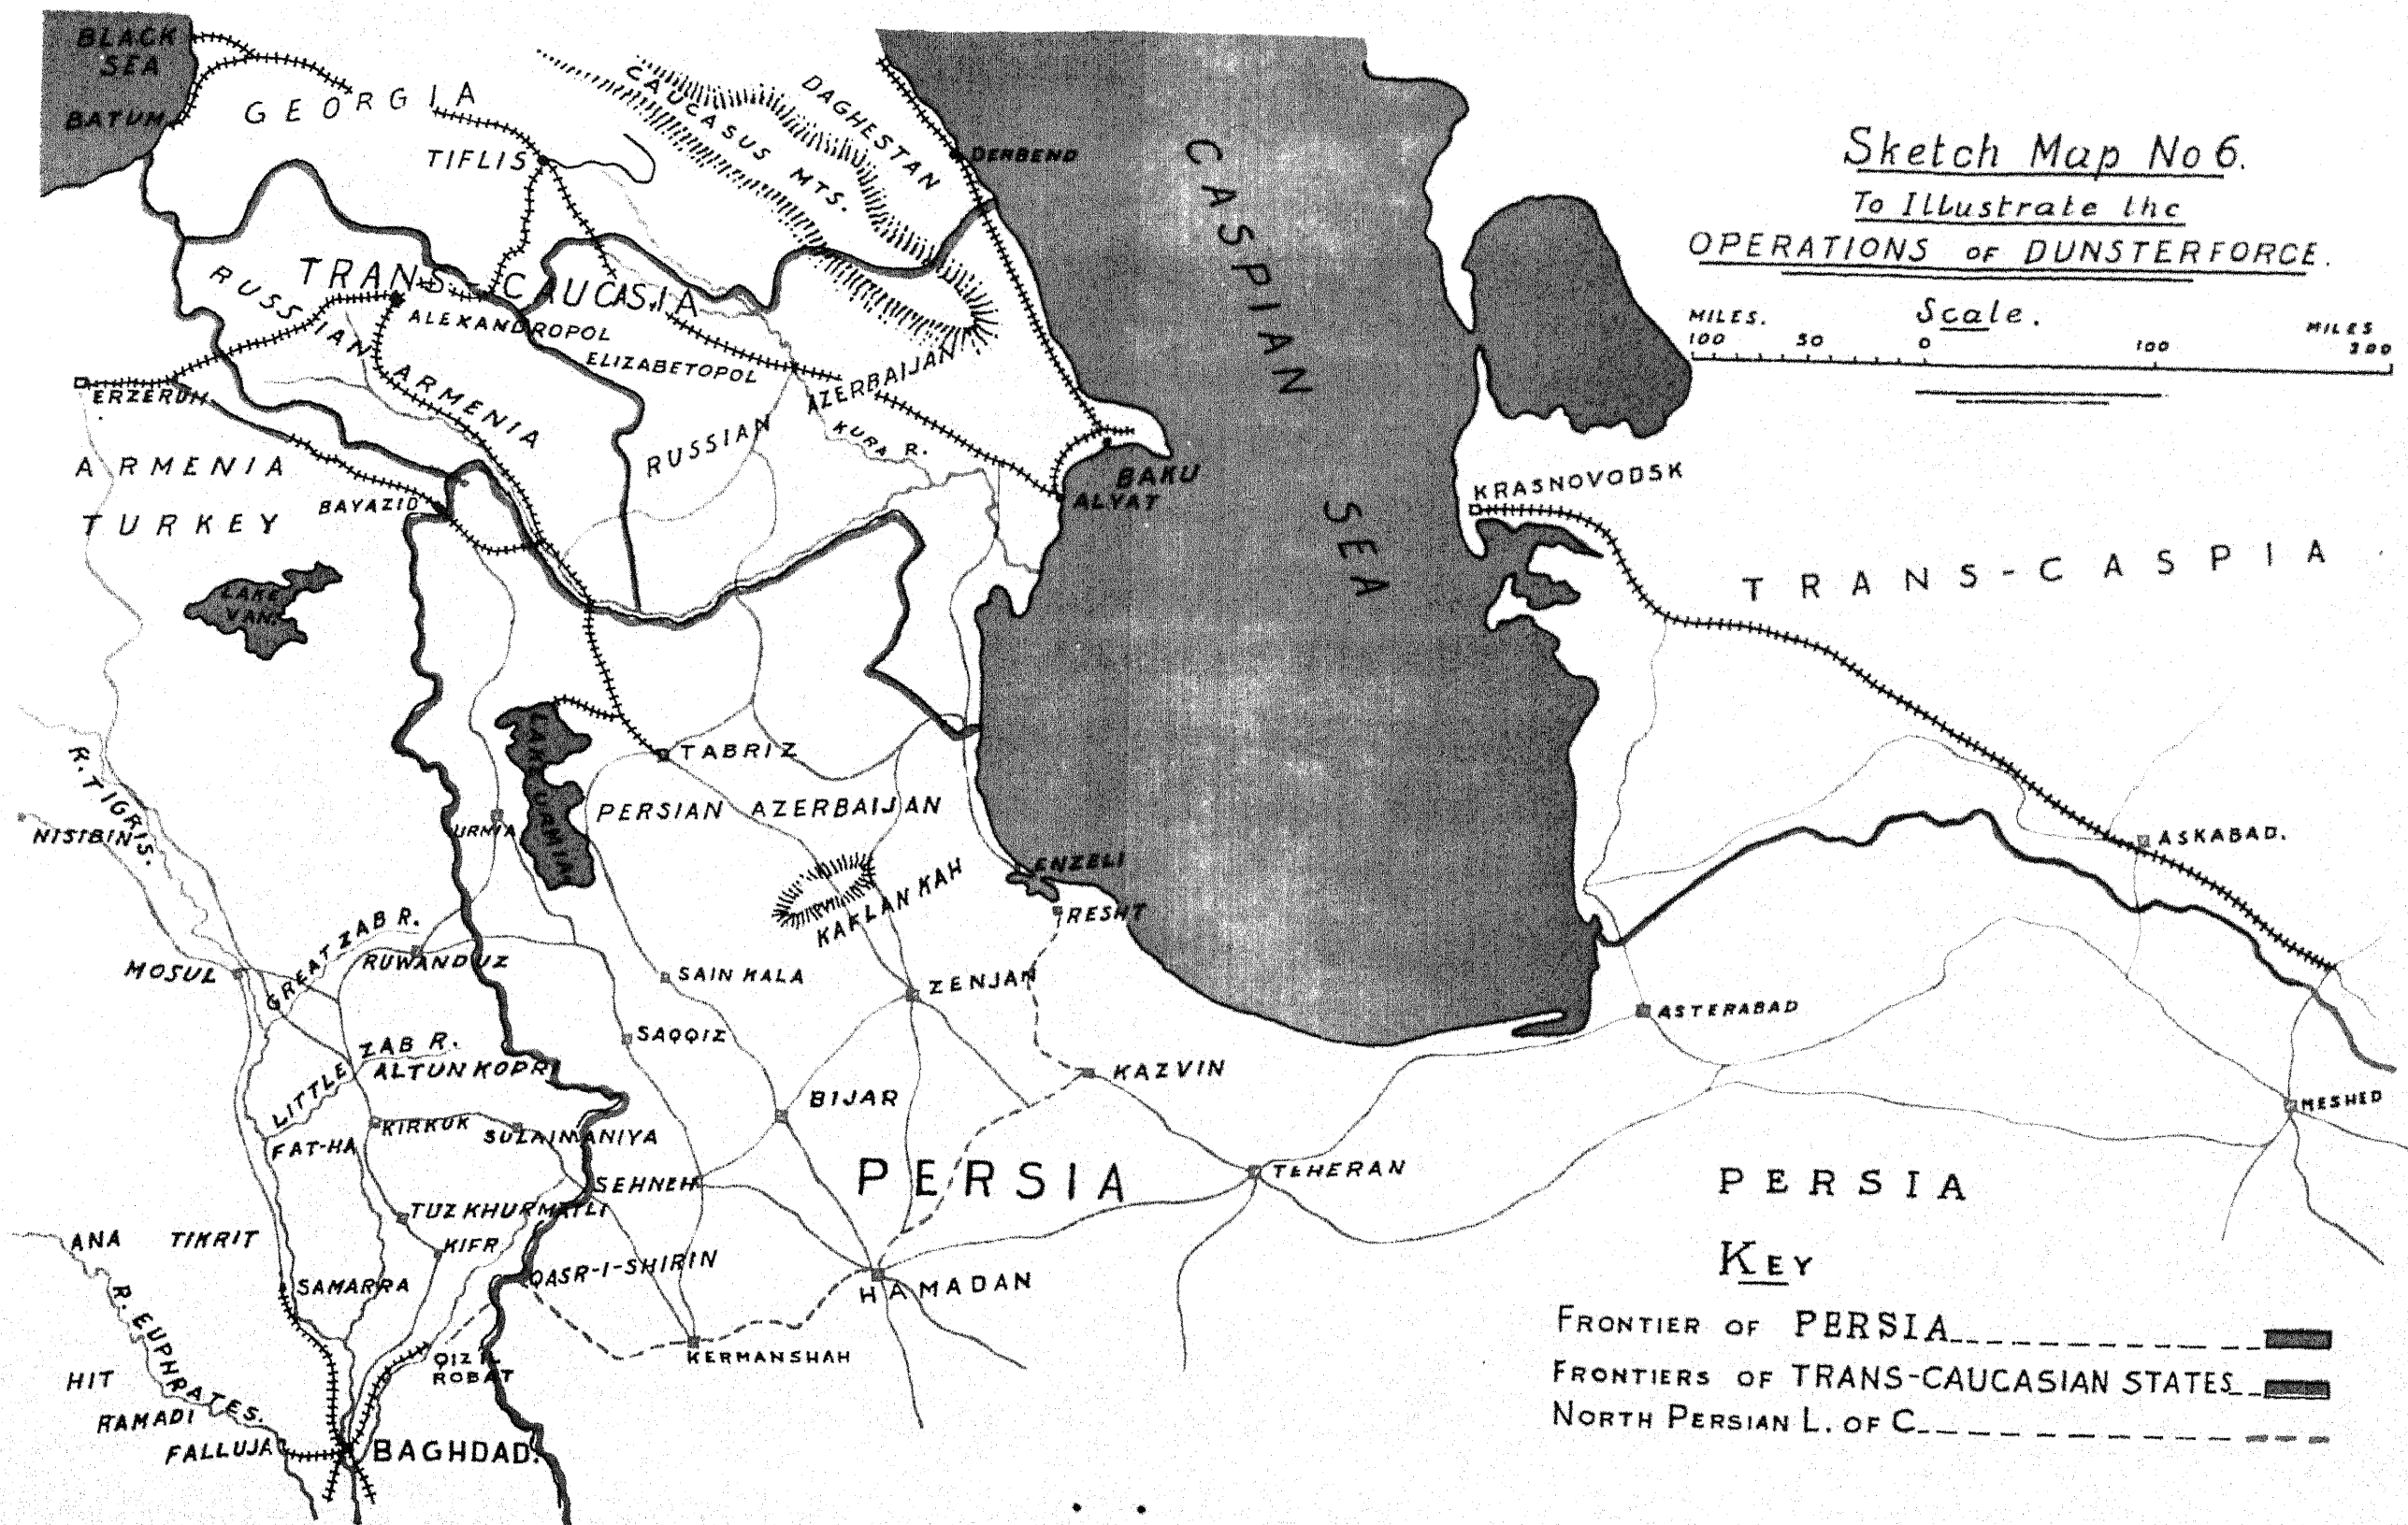 Sketch Map No 6.
To Illustrate the
OPERATIONS OF DUNSTERFORCE.
Scale.
MILES. MILES
100 50 0 100 200
BLACK
SEA
BATUM
GEORGIA
TIFLIS
CAUCASUS MTS.
DAGHESTAN
DERBEND
CASPIAN SEA
TRANS-CAUCASIA
RUSSIAN ARMENIA
ALEXANDROPOL
ELIZABETOPOL
RUSSIAN AZERBAIJAN
KURA R.
ERZERUM
ARMENIA
TURKEY
BAYAZID
BAKU
ALYAT
KRASNOVODSK
TRANS-CASPIA
LAKE
VAN.
LAKE URMIA
TABRIZ
R. TIGRIS.
NISIBIN
URMIA
PERSIAN AZERBAIJAN
KAFLAN KAH
ENZELI
RESHT
ASKABAD.
GREAT ZAB R.
MOSUL
RUWANDUZ
SAIN KALA
ZENJAN
ASTERABAD
SAQQIZ
LITTLE ZAB R.
ALTUN KOPRI
KAZVIN
BIJAR
MESHED
KIRKUK
SULAIMANIYA
FAT-HA
SEHNEH
PERSIA
TEHERAN
PERSIA
TUZ KHURMATLI
ANA
TIKRIT
KIFRI
QASR-I-SHIRIN
SAMARRA
HAMADAN
R. EUPHRATES.
KERMANSHAH
QIZIL
ROBAT
HIT
RAMADI
FALLUJA
BAGHDAD.
KEY
FRONTIER OF PERSIA
FRONTIERS OF TRANS-CAUCASIAN STATES
NORTH PERSIAN L. OF C.